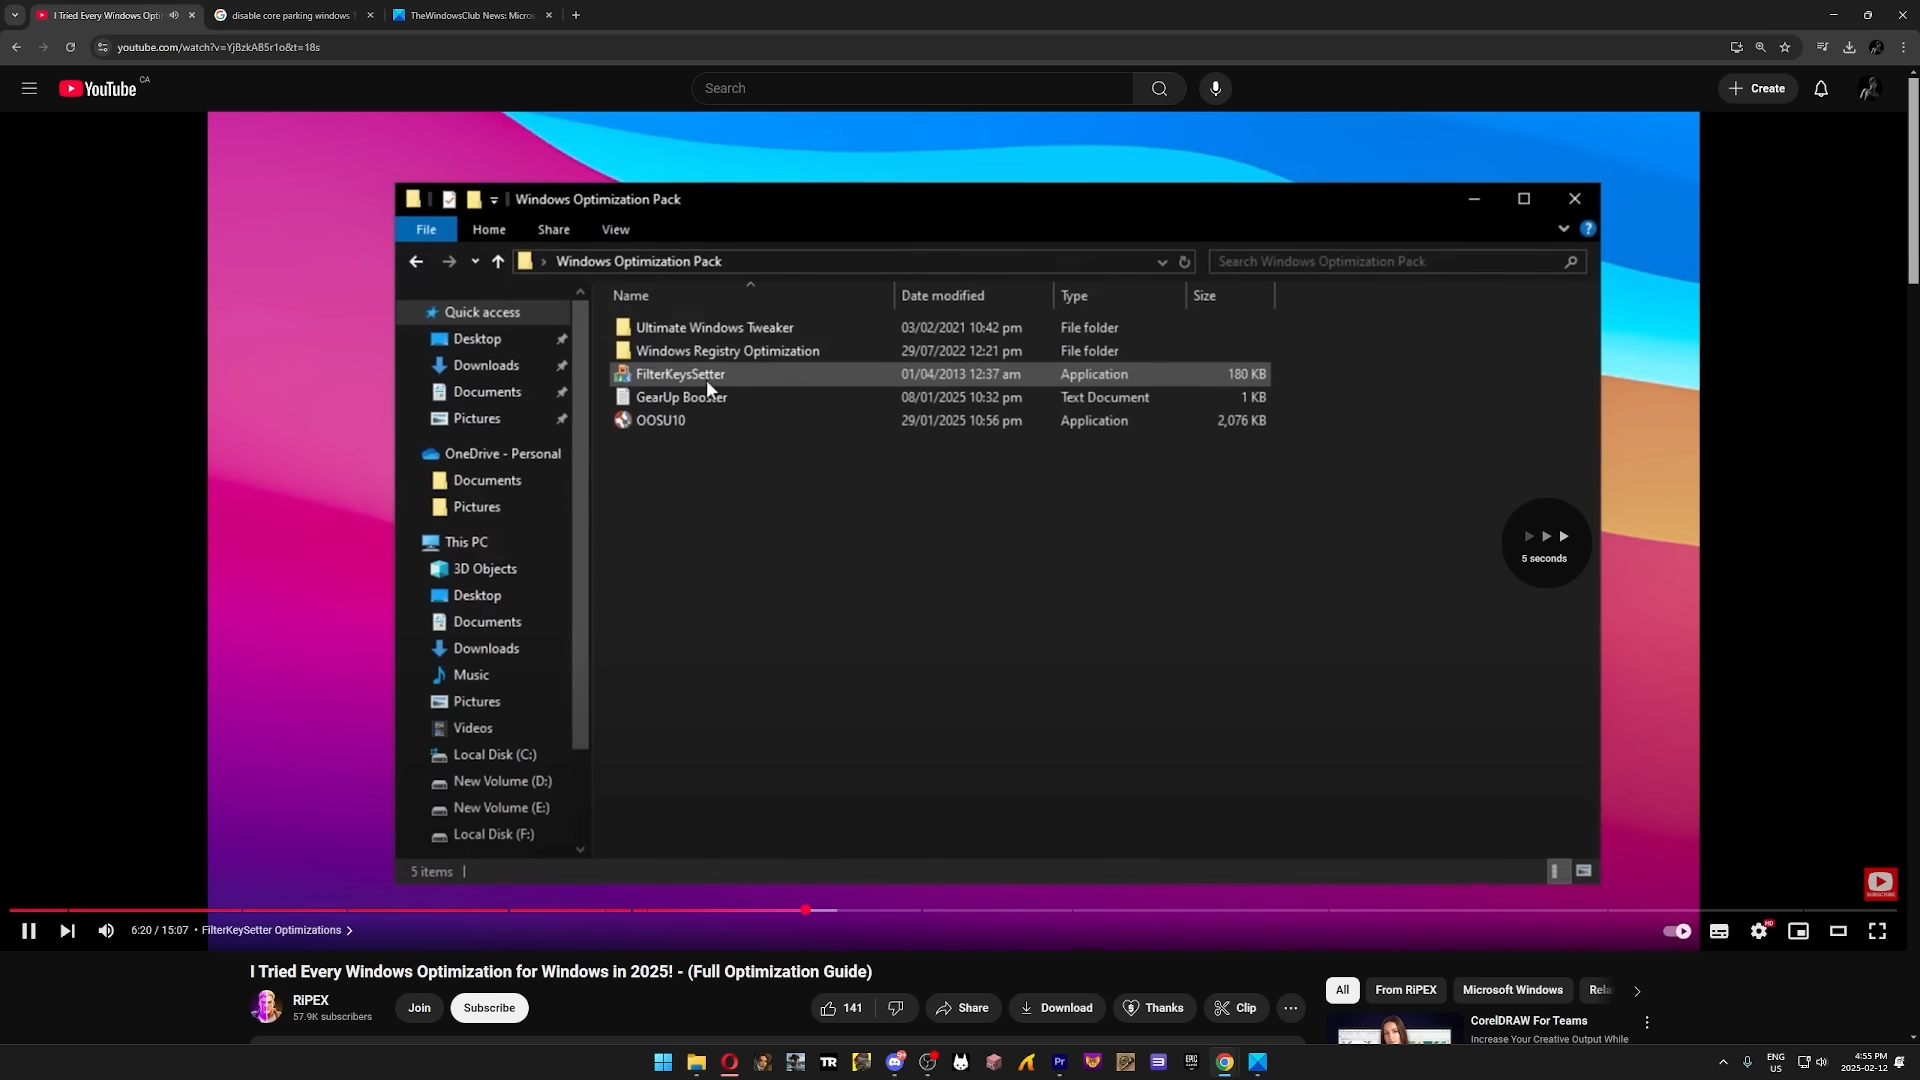 I Tried Every Windows Opti
disable core parking windows 1
TheWindowsClub News: Micros
youtube.com/watch?v=YjBzkAB5r1o&t=18s
YouTube CA
Search
Create
Windows Optimization Pack
File Home Share View
Windows Optimization Pack
Search Windows Optimization Pack
Name Date modified Type Size
Ultimate Windows Tweaker 03/02/2021 10:42 pm File folder
Windows Registry Optimization 29/07/2022 12:21 pm File folder
FilterKeysSetter 01/04/2013 12:37 am Application 180 KB
GearUp Booster 08/01/2025 10:32 pm Text Document 1 KB
OOSU10 29/01/2025 10:56 pm Application 2,076 KB
Quick access
Desktop
Downloads
Documents
Pictures
OneDrive - Personal
Documents
Pictures
This PC
3D Objects
Desktop
Documents
Downloads
Music
Pictures
Videos
Local Disk (C:)
New Volume (D:)
New Volume (E:)
Local Disk (F:)
5 items
5 seconds
SUBSCRIBE
6:20 / 15:07 • FilterKeySetter Optimizations
HD
I Tried Every Windows Optimization for Windows in 2025! - (Full Optimization Guide)
RiPEX
57.9K subscribers
Join
Subscribe
141
Share
Download
Thanks
Clip
All
From RiPEX
Microsoft Windows
Rela
CorelDRAW For Teams
Increase Your Creative Output While
TR
Pr
EPIC GAMES
ENG
US
4:55 PM
2025-02-12